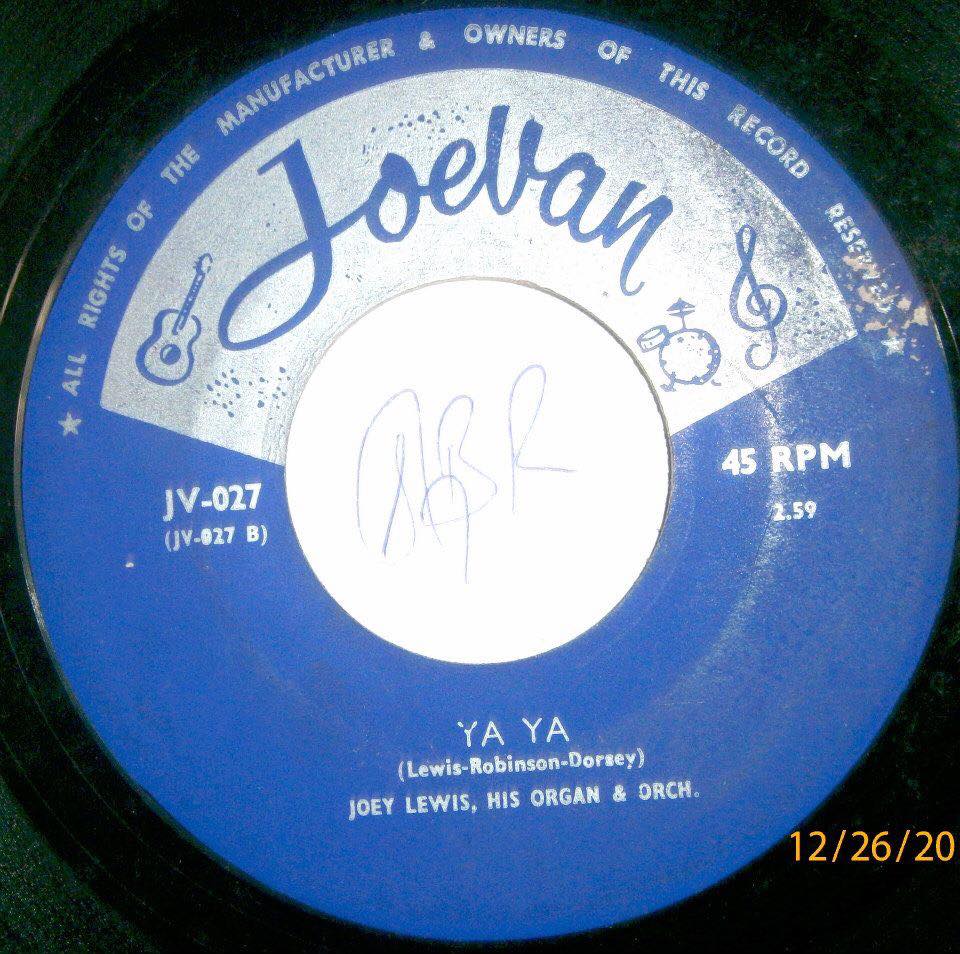 ★ ALL RIGHTS OF THE MANUFACTURER & OWNERS OF THIS RECORD RESERVED ★
Joevan
JV-027
(JV-027 B)
45 RPM
2.59
YA YA
(Lewis-Robinson-Dorsey)
JOEY LEWIS, HIS ORGAN & ORCH.
12/26/20